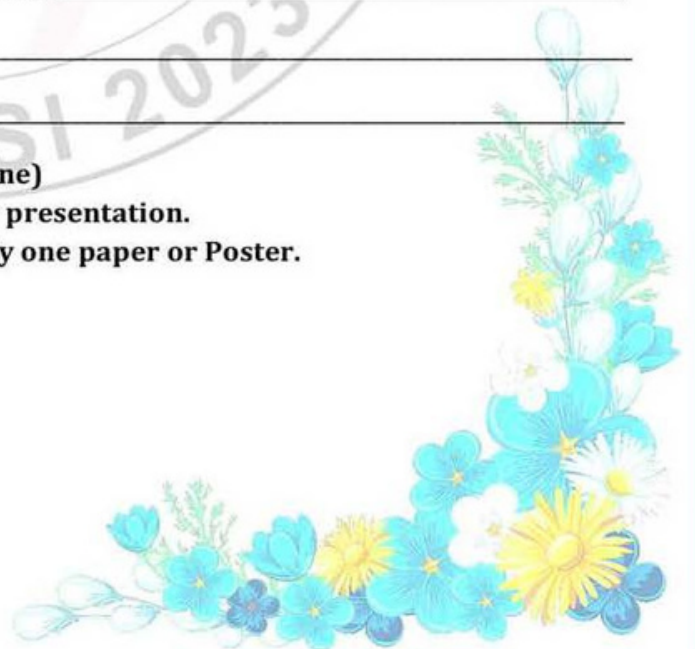 SI 2023
ne)
presentation.
y one paper or Poster.